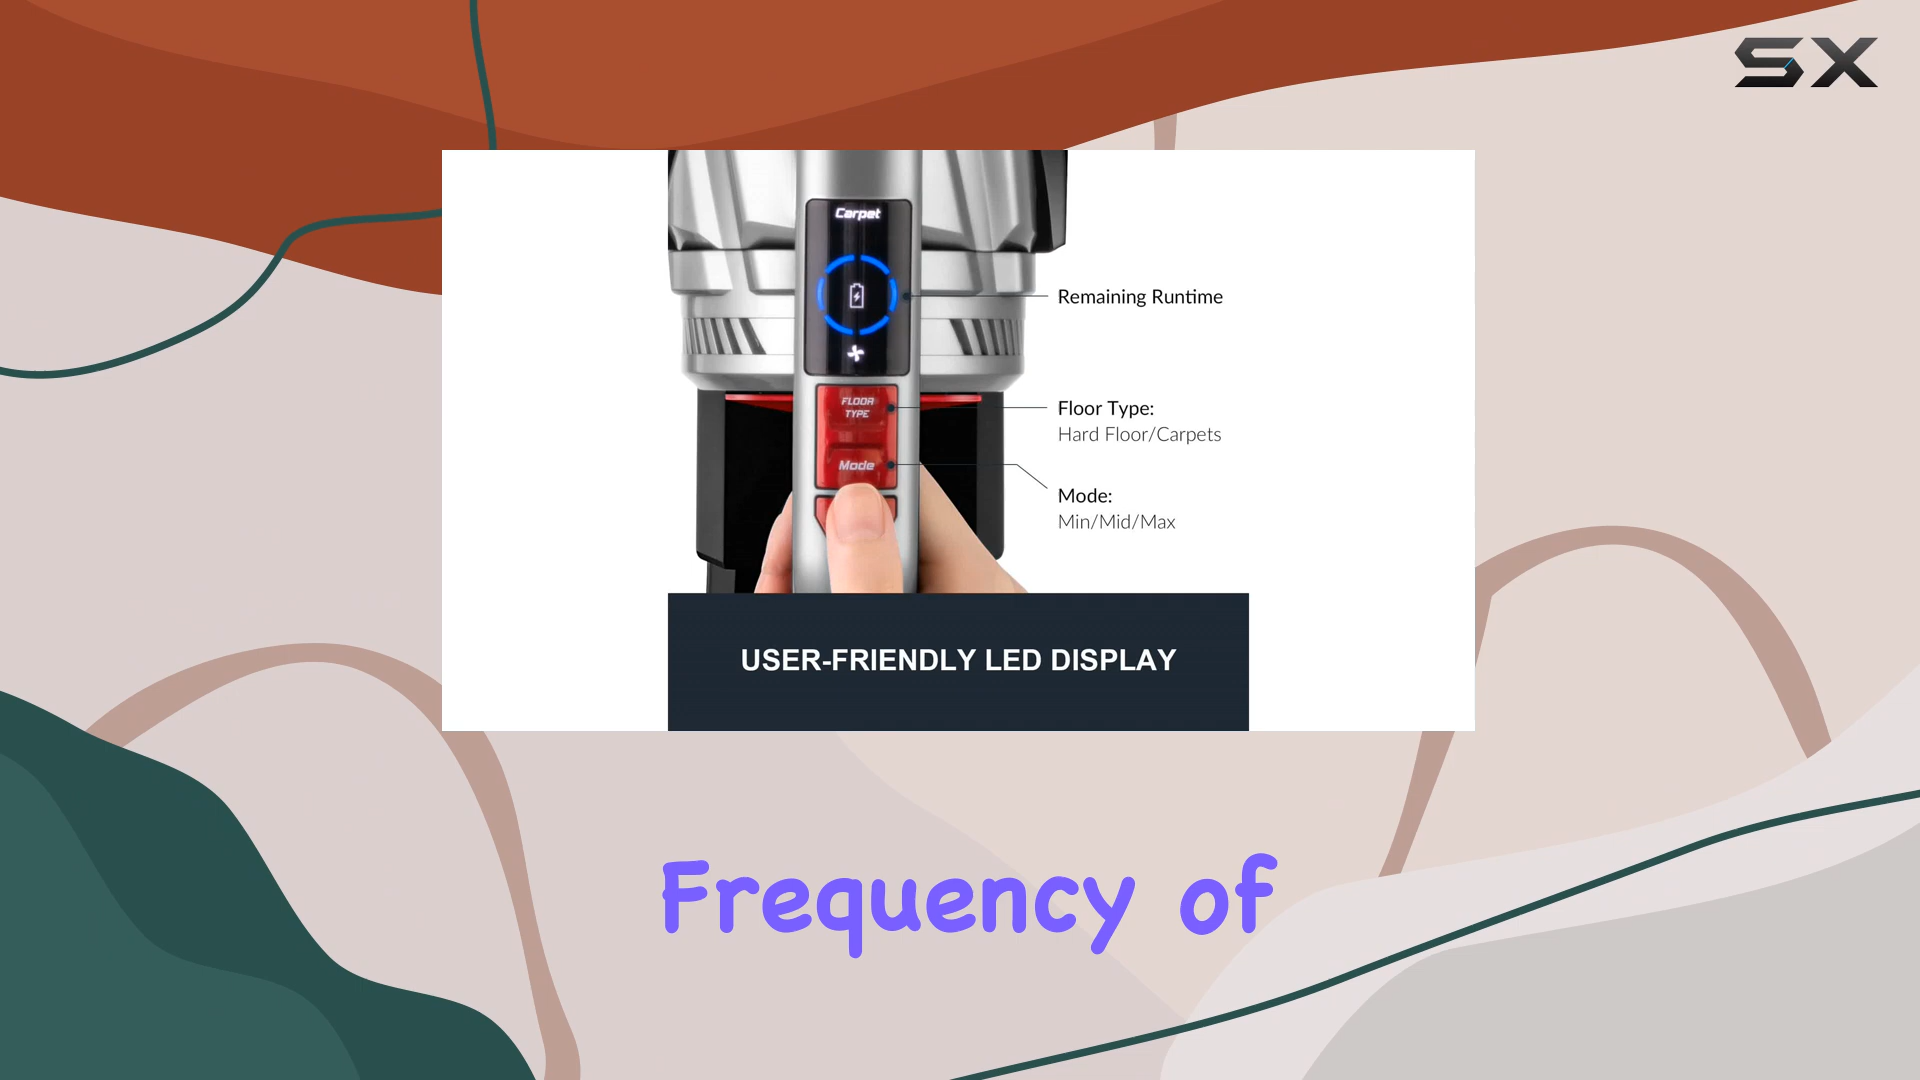 SX
Carpet
Remaining Runtime
FLOOR
TYPE
Floor Type:
Hard Floor/Carpets
Mode
Mode:
Min/Mid/Max
USER-FRIENDLY LED DISPLAY
Frequency of